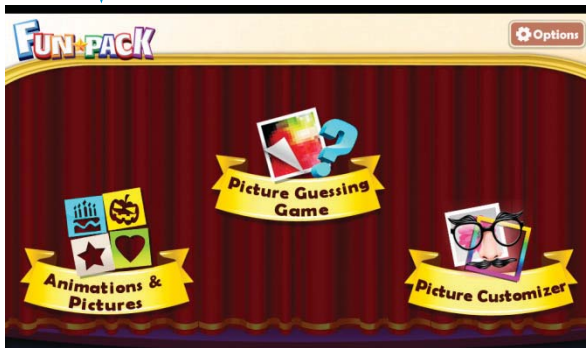 FUN PACK
Options
Picture Guessing
Game
Animations &
Pictures
Picture Customizer